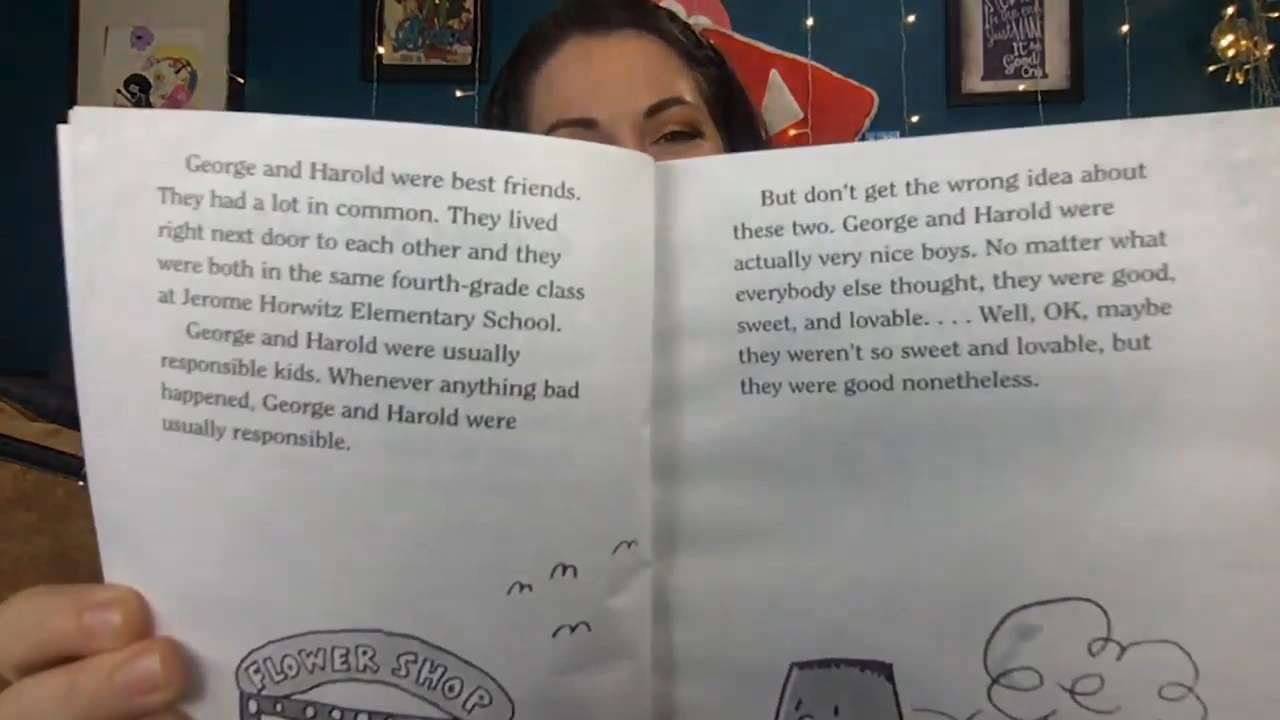 George and Harold were best friends.
They had a lot in common. They lived
right next door to each other and they
were both in the same fourth-grade class
at Jerome Horwitz Elementary School.
George and Harold were usually
responsible kids. Whenever anything bad
happened, George and Harold were
usually responsible.
FLOWER SHOP
But don't get the wrong idea about
these two. George and Harold were
actually very nice boys. No matter what
everybody else thought, they were good,
sweet, and lovable. . . . Well, OK, maybe
they weren't so sweet and lovable, but
they were good nonetheless.
it
Good